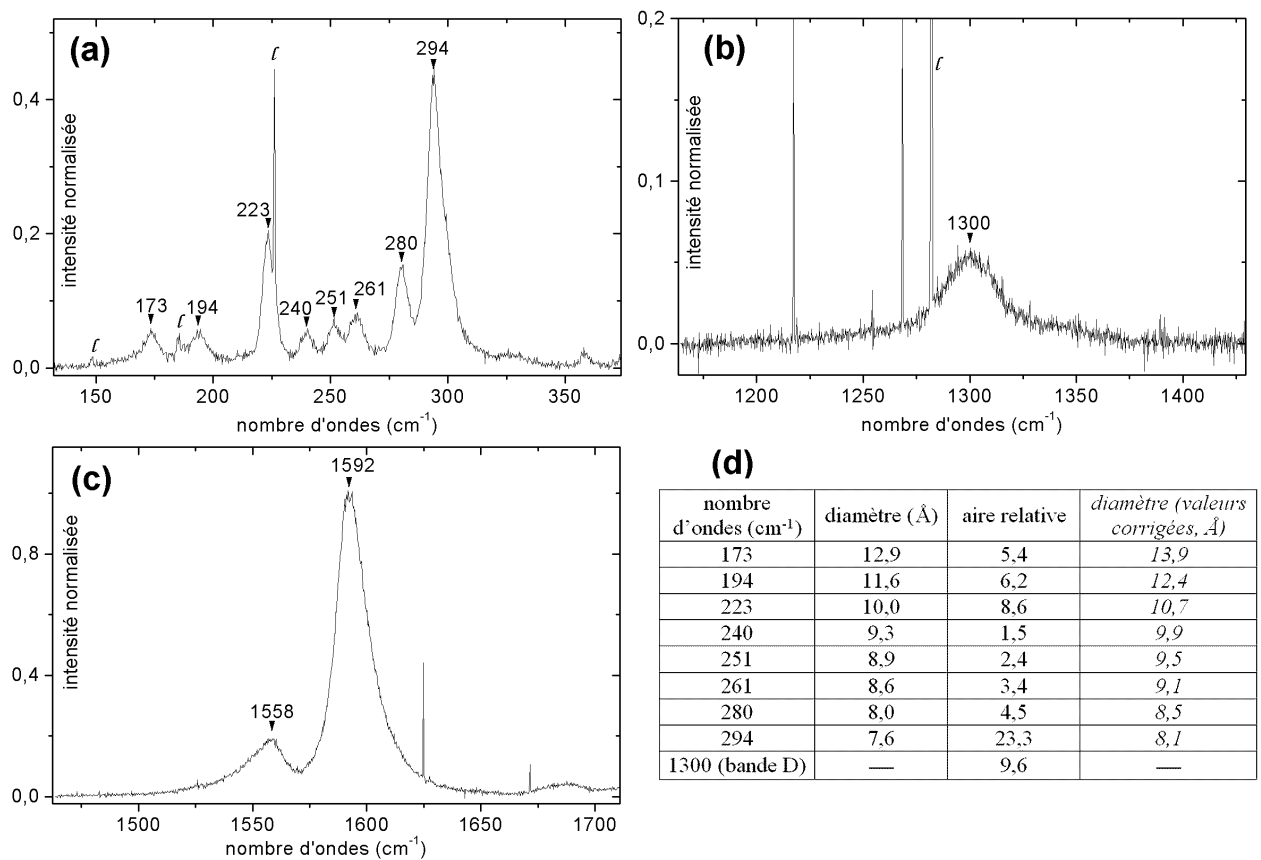 (a)
294
ℓ
223
280
261
251
240
194
ℓ
173
ℓ
intensité normalisée
0,4
0,2
0,0
150
200
250
300
350
nombre d'ondes (cm-1)
(b)
ℓ
1300
intensité normalisée
0,2
0,1
0,0
1200
1250
1300
1350
1400
nombre d'ondes (cm-1)
(c)
1592
1558
intensité normalisée
0,8
0,4
0,0
1500
1550
1600
1650
1700
nombre d'ondes (cm-1)
(d)
nombre d'ondes (cm-1) diamètre (Å) aire relative diamètre (valeurs corrigées, Å)
173 12,9 5,4 13,9
194 11,6 6,2 12,4
223 10,0 8,6 10,7
240 9,3 1,5 9,9
251 8,9 2,4 9,5
261 8,6 3,4 9,1
280 8,0 4,5 8,5
294 7,6 23,3 8,1
1300 (bande D) — 9,6 —